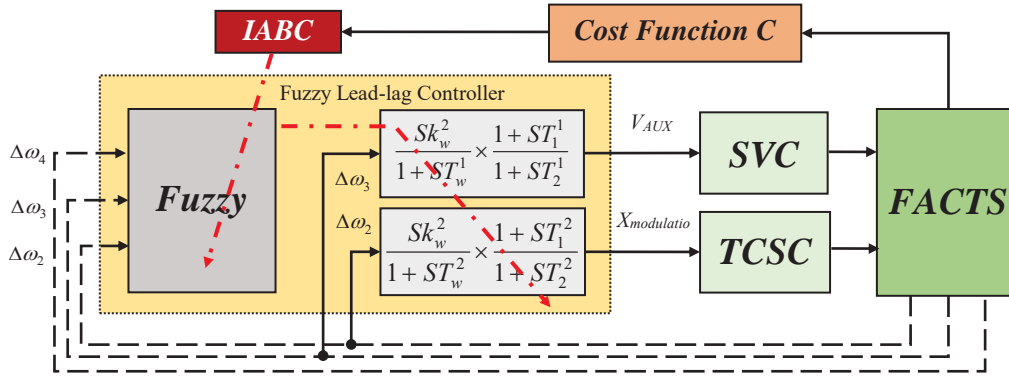 IABC
Cost Function C
Fuzzy Lead-lag Controller
Fuzzy
Δω₄
Δω₃
Δω₂
Δω₃
Δω₂
Sk_w^2 / 1 + ST_w^1 × 1 + ST_1^1 / 1 + ST_2^1
Sk_w^2 / 1 + ST_w^2 × 1 + ST_1^2 / 1 + ST_2^2
V_AUX
X_modulatio
SVC
TCSC
FACTS